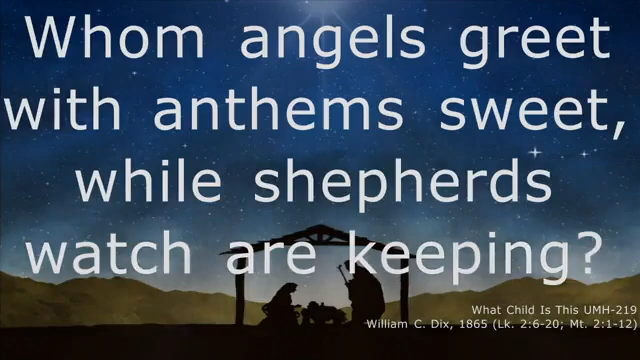 Whom angels greet
with anthems sweet,
while shepherds
watch are keeping?
What Child Is This UMH-219
William C. Dix, 1865 (Lk. 2:6-20; Mt. 2:1-12)